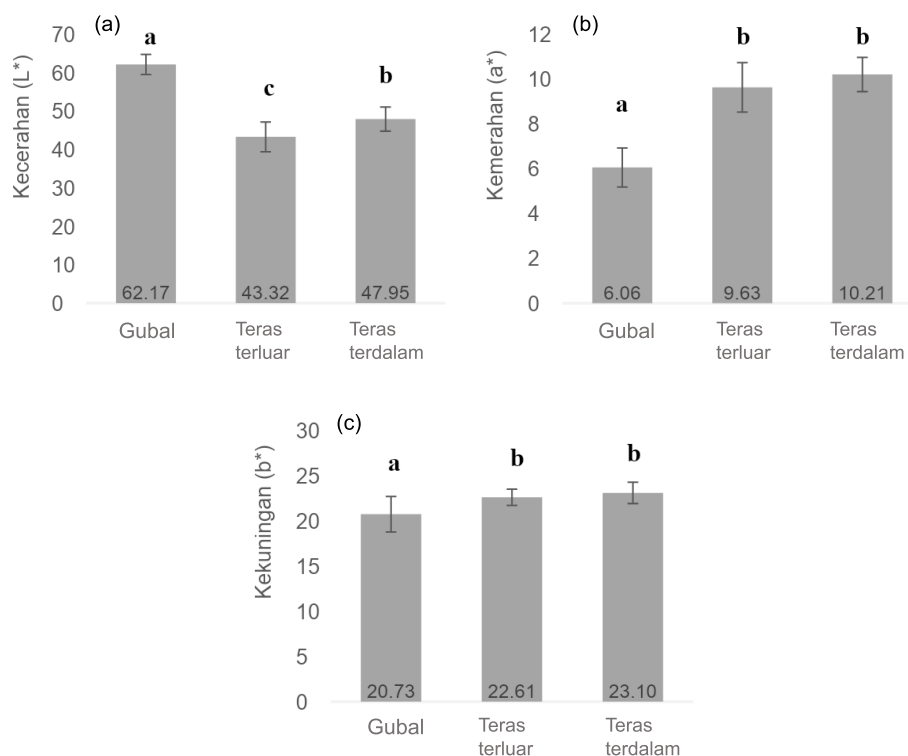 (a)
Kecerahan (L*)
70
60
50
40
30
20
10
0
a
c
b
62.17
43.32
47.95
Gubal
Teras
terluar
Teras
terdalam
(b)
Kemerahan (a*)
12
10
8
6
4
2
0
a
b
b
6.06
9.63
10.21
Gubal
Teras
terluar
Teras
terdalam
(c)
Kekuningan (b*)
30
25
20
15
10
5
0
a
b
b
20.73
22.61
23.10
Gubal
Teras
terluar
Teras
terdalam